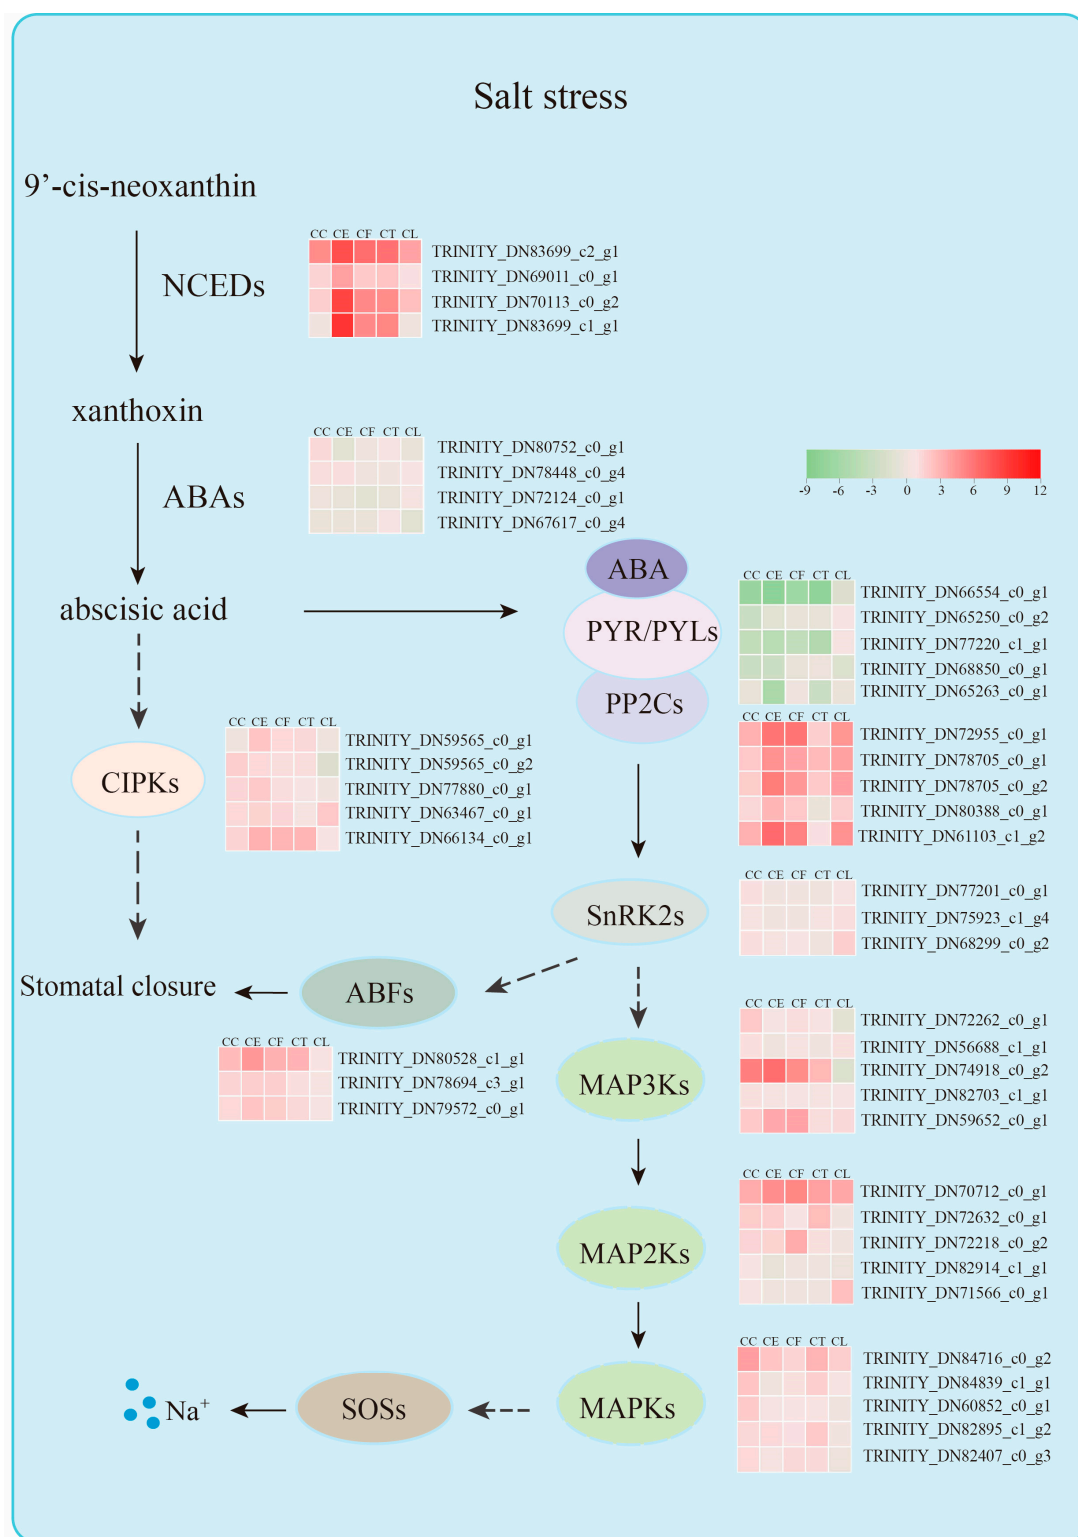 Salt stress
9’-cis-neoxanthin
NCEDs
CC CE CF CT CL
TRINITY_DN83699_c2_g1
TRINITY_DN69011_c0_g1
TRINITY_DN70113_c0_g2
TRINITY_DN83699_c1_g1
xanthoxin
ABAs
CC CE CF CT CL
TRINITY_DN80752_c0_g1
TRINITY_DN78448_c0_g4
TRINITY_DN72124_c0_g1
TRINITY_DN67617_c0_g4
-9 -6 -3 0 3 6 9 12
abscisic acid
ABA
PYR/PYLs
PP2Cs
CC CE CF CT CL
TRINITY_DN66554_c0_g1
TRINITY_DN65250_c0_g2
TRINITY_DN77220_c1_g1
TRINITY_DN68850_c0_g1
TRINITY_DN65263_c0_g1
CC CE CF CT CL
TRINITY_DN72955_c0_g1
TRINITY_DN78705_c0_g1
TRINITY_DN78705_c0_g2
TRINITY_DN80388_c0_g1
TRINITY_DN61103_c1_g2
CIPKs
CC CE CF CT CL
TRINITY_DN59565_c0_g1
TRINITY_DN59565_c0_g2
TRINITY_DN77880_c0_g1
TRINITY_DN63467_c0_g1
TRINITY_DN66134_c0_g1
SnRK2s
CC CE CF CT CL
TRINITY_DN77201_c0_g1
TRINITY_DN75923_c1_g4
TRINITY_DN68299_c0_g2
Stomatal closure
ABFs
CC CE CF CT CL
TRINITY_DN80528_c1_g1
TRINITY_DN78694_c3_g1
TRINITY_DN79572_c0_g1
MAP3Ks
CC CE CF CT CL
TRINITY_DN72262_c0_g1
TRINITY_DN56688_c1_g1
TRINITY_DN74918_c0_g2
TRINITY_DN82703_c1_g1
TRINITY_DN59652_c0_g1
MAP2Ks
CC CE CF CT CL
TRINITY_DN70712_c0_g1
TRINITY_DN72632_c0_g1
TRINITY_DN72218_c0_g2
TRINITY_DN82914_c1_g1
TRINITY_DN71566_c0_g1
Na⁺
SOSs
MAPKs
CC CE CF CT CL
TRINITY_DN84716_c0_g2
TRINITY_DN84839_c1_g1
TRINITY_DN60852_c0_g1
TRINITY_DN82895_c1_g2
TRINITY_DN82407_c0_g3